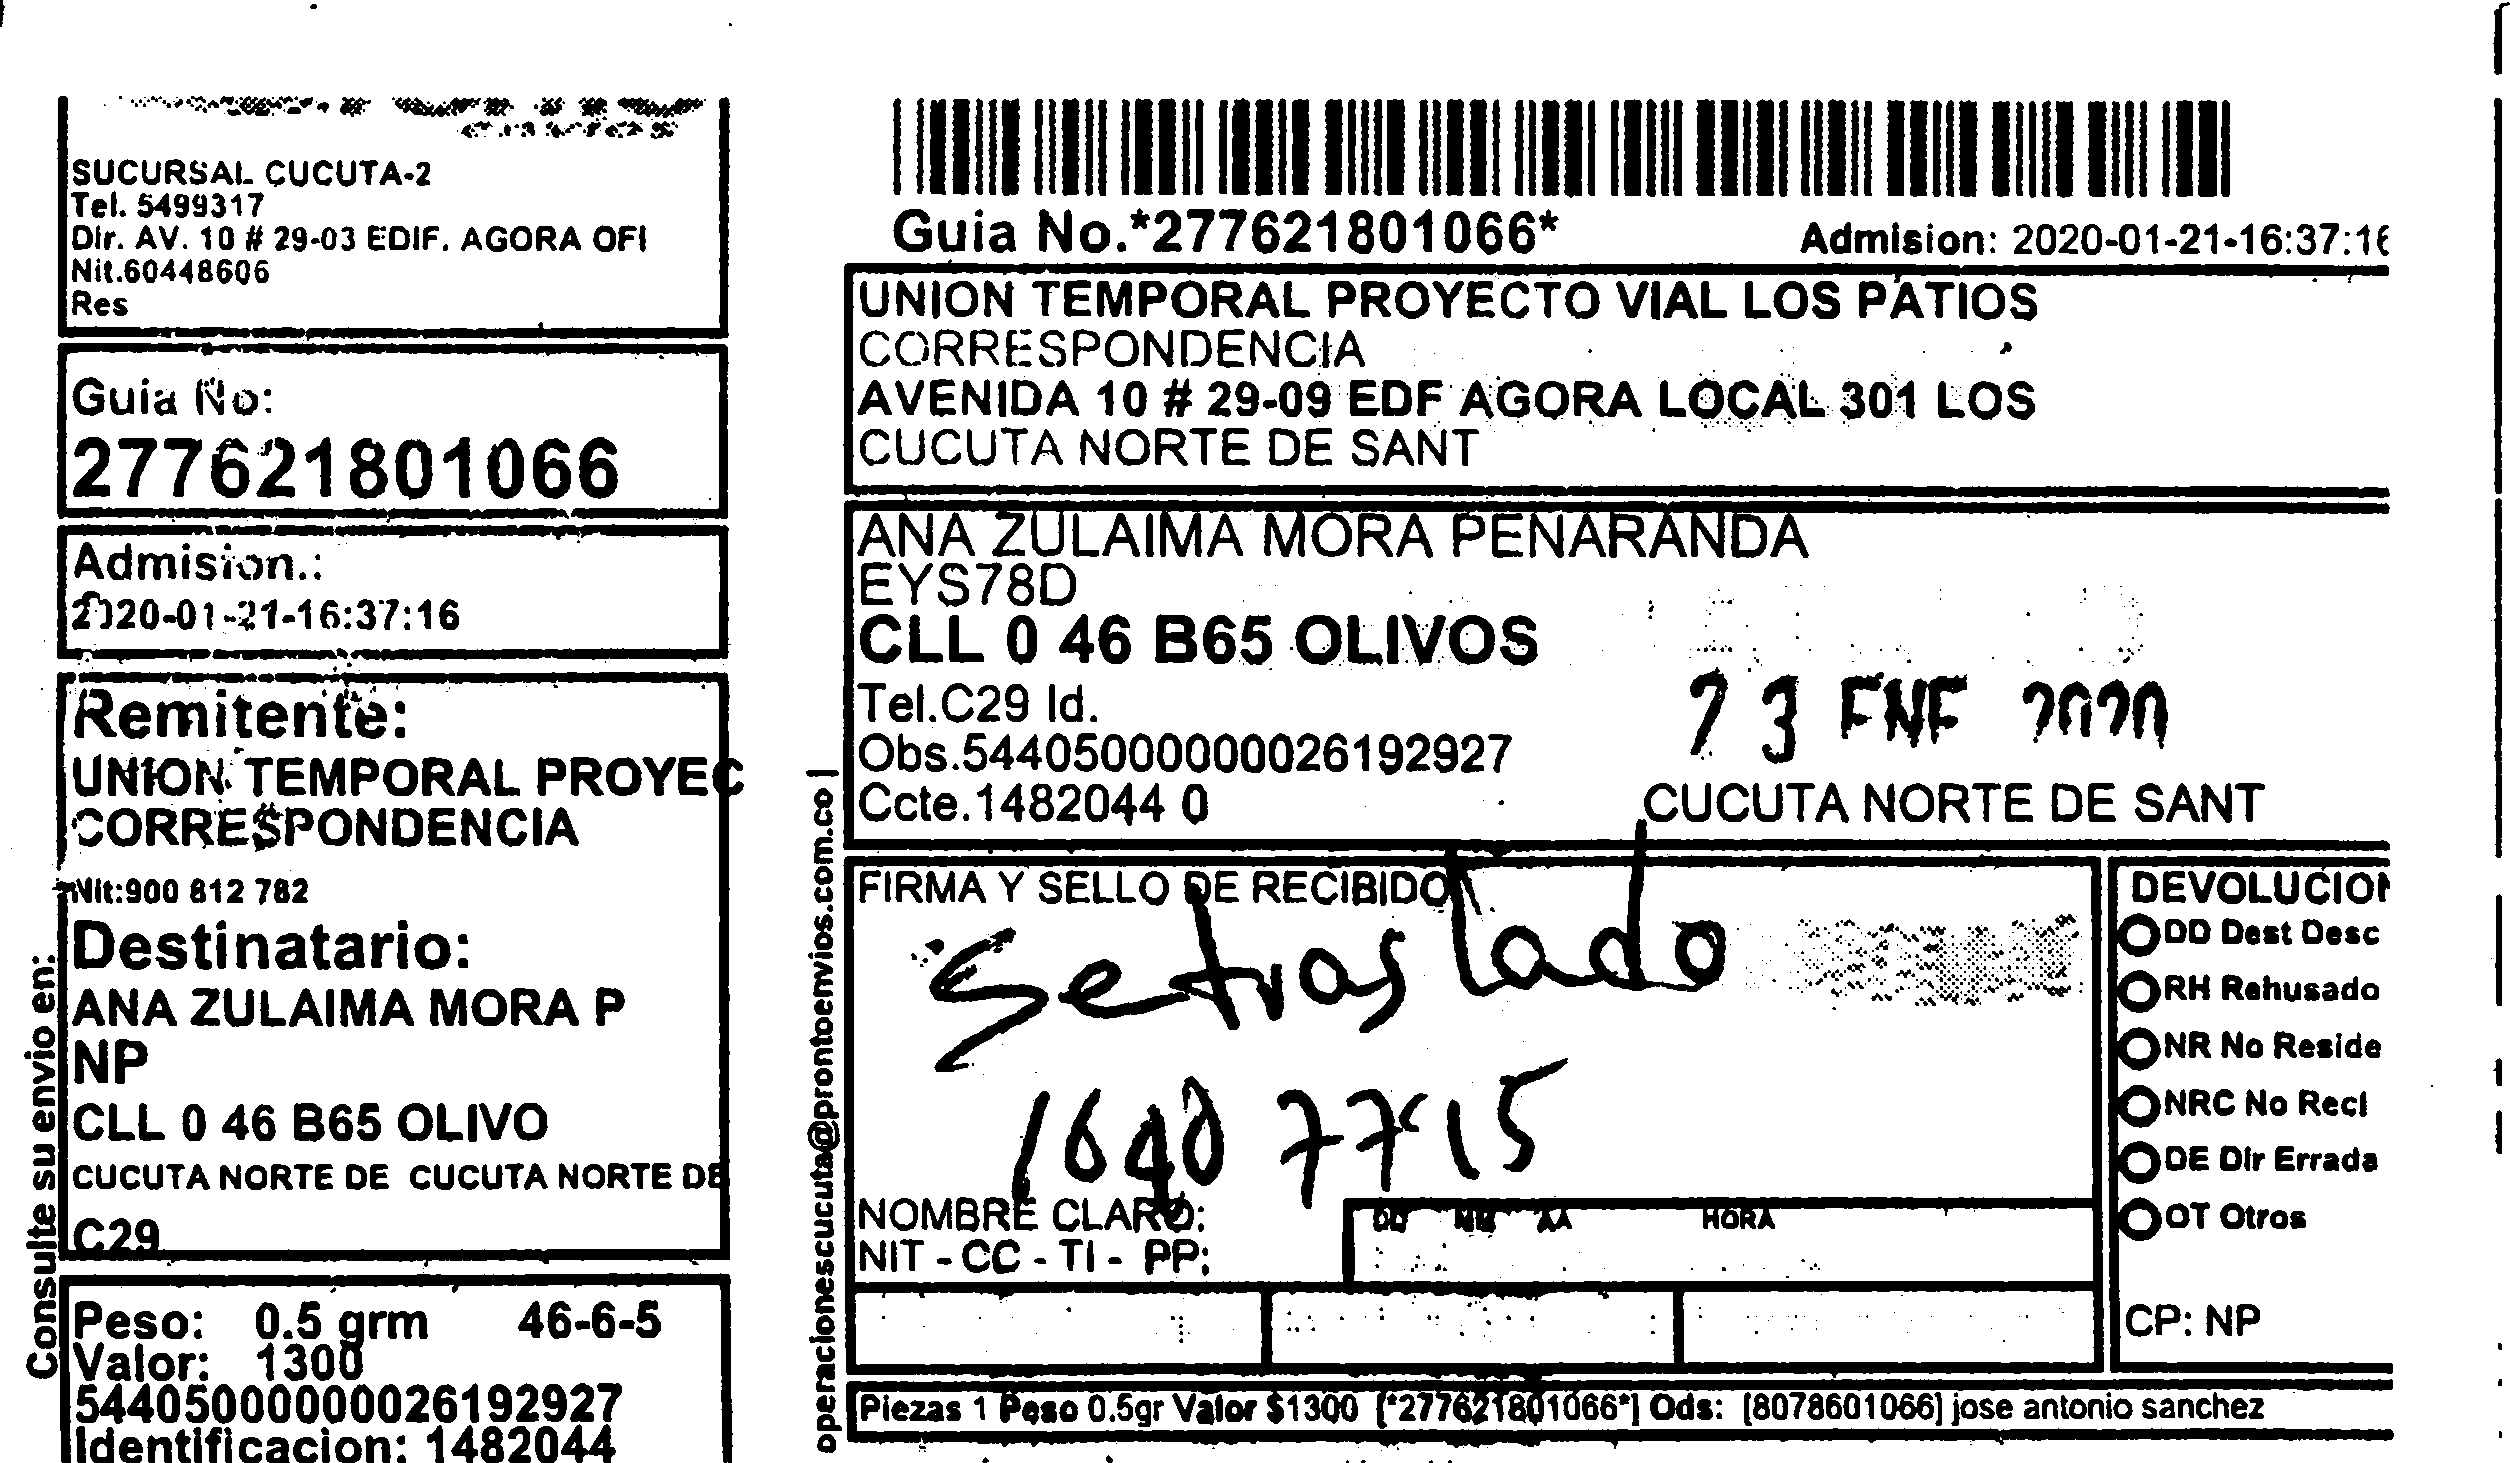 SUCURSAL CUCUTA-2
Tel. 5499317
Dir. AV. 10 # 29-03 EDIF. AGORA OFI
Nit.60448606
Res
Guia No:
277621801066
Admision.:
2020-01-21-16:37:16
Remitente:
UNION TEMPORAL PROYEC
CORRESPONDENCIA
Nit:900 812 782
Destinatario:
ANA ZULAIMA MORA P
NP
CLL 0 46 B65 OLIVO
CUCUTA NORTE DE CUCUTA NORTE DE
C29
Peso: 0.5 grm 46-6-5
Valor: 1300
544050000000026192927
Identificacion: 1482044
Consulte su envio en:
operacionescucuta@prontoenvios.com.co |
Guia No.*277621801066*
Admision: 2020-01-21-16:37:16
UNION TEMPORAL PROYECTO VIAL LOS PATIOS
CORRESPONDENCIA
AVENIDA 10 # 29-09 EDF AGORA LOCAL 301 LOS
CUCUTA NORTE DE SANT
ANA ZULAIMA MORA PENARANDA
EYS78D
CLL 0 46 B65 OLIVOS
Tel.C29 Id.
Obs.544050000000026192927
23 ENE 2020
Ccte.1482044 0
CUCUTA NORTE DE SANT
FIRMA Y SELLO DE RECIBIDO
Se traslado
7715
NOMBRE CLARO:
NIT - CC - TI - PP:
DD MM AA HORA
DEVOLUCION
DD Dest Desc
RH Rehusado
NR No Reside
NRC No Recl
DE Dir Errada
OT Otros
CP: NP
Piezas 1 Peso 0.5gr Valor $1300 [*277621801066*] Ods: [8078601066] jose antonio sanchez